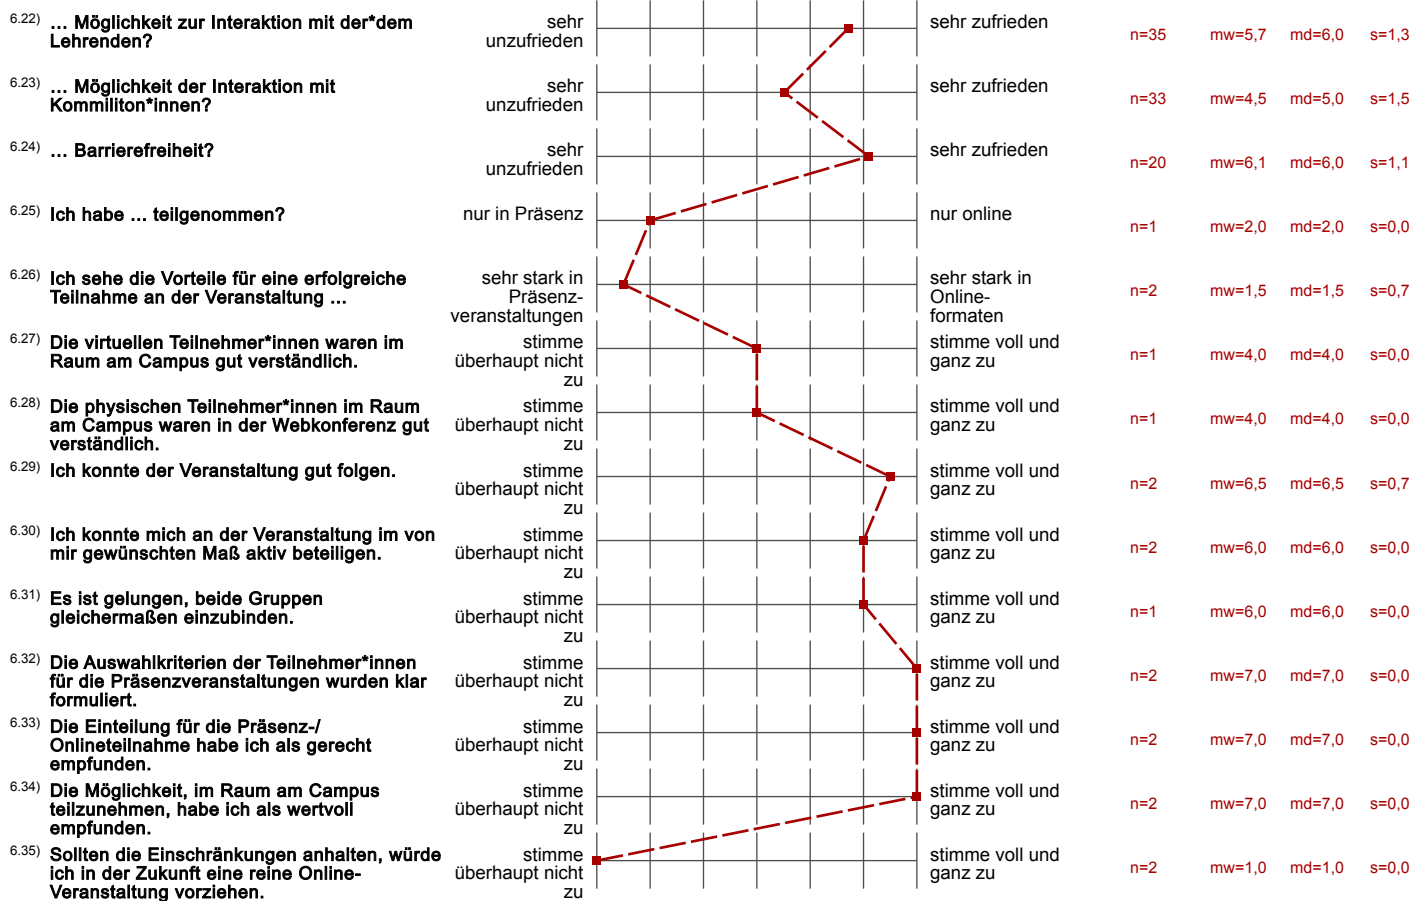 6.22) ... Möglichkeit zur Interaktion mit der*dem
Lehrenden?
sehr
unzufrieden
sehr zufrieden
n=35 mw=5,7 md=6,0 s=1,3
6.23) ... Möglichkeit der Interaktion mit
Kommiliton*innen?
sehr
unzufrieden
sehr zufrieden
n=33 mw=4,5 md=5,0 s=1,5
6.24) ... Barrierefreiheit?
sehr
unzufrieden
sehr zufrieden
n=20 mw=6,1 md=6,0 s=1,1
6.25) Ich habe ... teilgenommen?
nur in Präsenz
nur online
n=1 mw=2,0 md=2,0 s=0,0
6.26) Ich sehe die Vorteile für eine erfolgreiche
Teilnahme an der Veranstaltung ...
sehr stark in
Präsenz-
veranstaltungen
sehr stark in
Online-
formaten
n=2 mw=1,5 md=1,5 s=0,7
6.27) Die virtuellen Teilnehmer*innen waren im
Raum am Campus gut verständlich.
stimme
überhaupt nicht
zu
stimme voll und
ganz zu
n=1 mw=4,0 md=4,0 s=0,0
6.28) Die physischen Teilnehmer*innen im Raum
am Campus waren in der Webkonferenz gut
verständlich.
stimme
überhaupt nicht
zu
stimme voll und
ganz zu
n=1 mw=4,0 md=4,0 s=0,0
6.29) Ich konnte der Veranstaltung gut folgen.
stimme
überhaupt nicht
zu
stimme voll und
ganz zu
n=2 mw=6,5 md=6,5 s=0,7
6.30) Ich konnte mich an der Veranstaltung im von
mir gewünschten Maß aktiv beteiligen.
stimme
überhaupt nicht
zu
stimme voll und
ganz zu
n=2 mw=6,0 md=6,0 s=0,0
6.31) Es ist gelungen, beide Gruppen
gleichermaßen einzubinden.
stimme
überhaupt nicht
zu
stimme voll und
ganz zu
n=1 mw=6,0 md=6,0 s=0,0
6.32) Die Auswahlkriterien der Teilnehmer*innen
für die Präsenzveranstaltungen wurden klar
formuliert.
stimme
überhaupt nicht
zu
stimme voll und
ganz zu
n=2 mw=7,0 md=7,0 s=0,0
6.33) Die Einteilung für die Präsenz-/
Onlineteilnahme habe ich als gerecht
empfunden.
stimme
überhaupt nicht
zu
stimme voll und
ganz zu
n=2 mw=7,0 md=7,0 s=0,0
6.34) Die Möglichkeit, im Raum am Campus
teilzunehmen, habe ich als wertvoll
empfunden.
stimme
überhaupt nicht
zu
stimme voll und
ganz zu
n=2 mw=7,0 md=7,0 s=0,0
6.35) Sollten die Einschränkungen anhalten, würde
ich in der Zukunft eine reine Online-
Veranstaltung vorziehen.
stimme
überhaupt nicht
zu
stimme voll und
ganz zu
n=2 mw=1,0 md=1,0 s=0,0